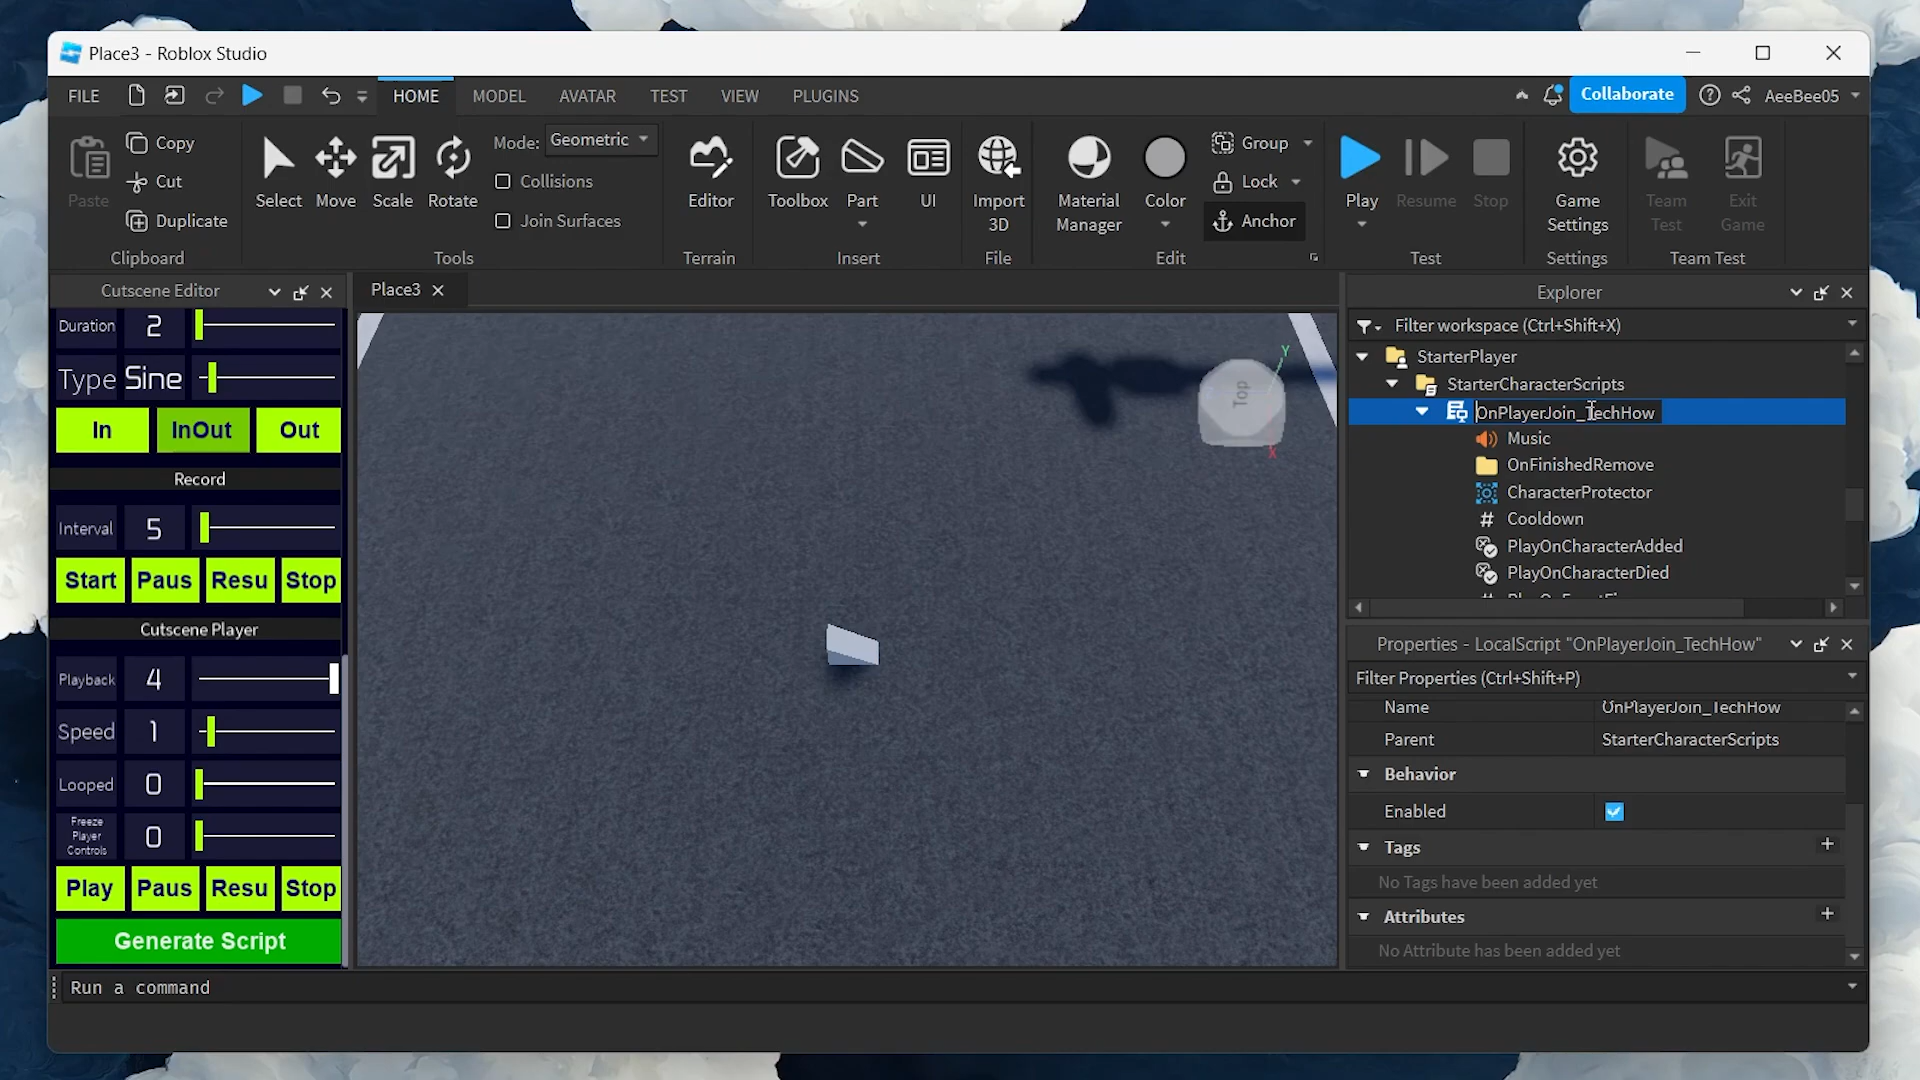 Place3 - Roblox Studio
FILE HOME MODEL AVATAR TEST VIEW PLUGINS Collaborate AeeBee05
Paste
Copy
Cut
Duplicate
Clipboard
Select Move Scale Rotate
Mode: Geometric
Collisions
Join Surfaces
Tools
Editor
Terrain
Toolbox Part UI
Insert
Import
3D
File
Material
Manager
Color
Group
Lock
Anchor
Edit
Play Resume Stop
Test
Game
Settings
Settings
Team
Test
Exit
Game
Team Test
Cutscene Editor
Duration 2
Type Sine
In InOut Out
Record
Interval 5
Start Paus Resu Stop
Cutscene Player
Playback 4
Speed 1
Looped 0
Freeze
Player
Controls
0
Play Paus Resu Stop
Generate Script
Place3
Top
Y
X
Explorer
Filter workspace (Ctrl+Shift+X)
StarterPlayer
StarterCharacterScripts
OnPlayerJoin_TechHow
Music
OnFinishedRemove
CharacterProtector
Cooldown
PlayOnCharacterAdded
PlayOnCharacterDied
Properties - LocalScript "OnPlayerJoin_TechHow"
Filter Properties (Ctrl+Shift+P)
Name OnPlayerJoin_TechHow
Parent StarterCharacterScripts
Behavior
Enabled
Tags
No Tags have been added yet
Attributes
No Attribute has been added yet
Run a command